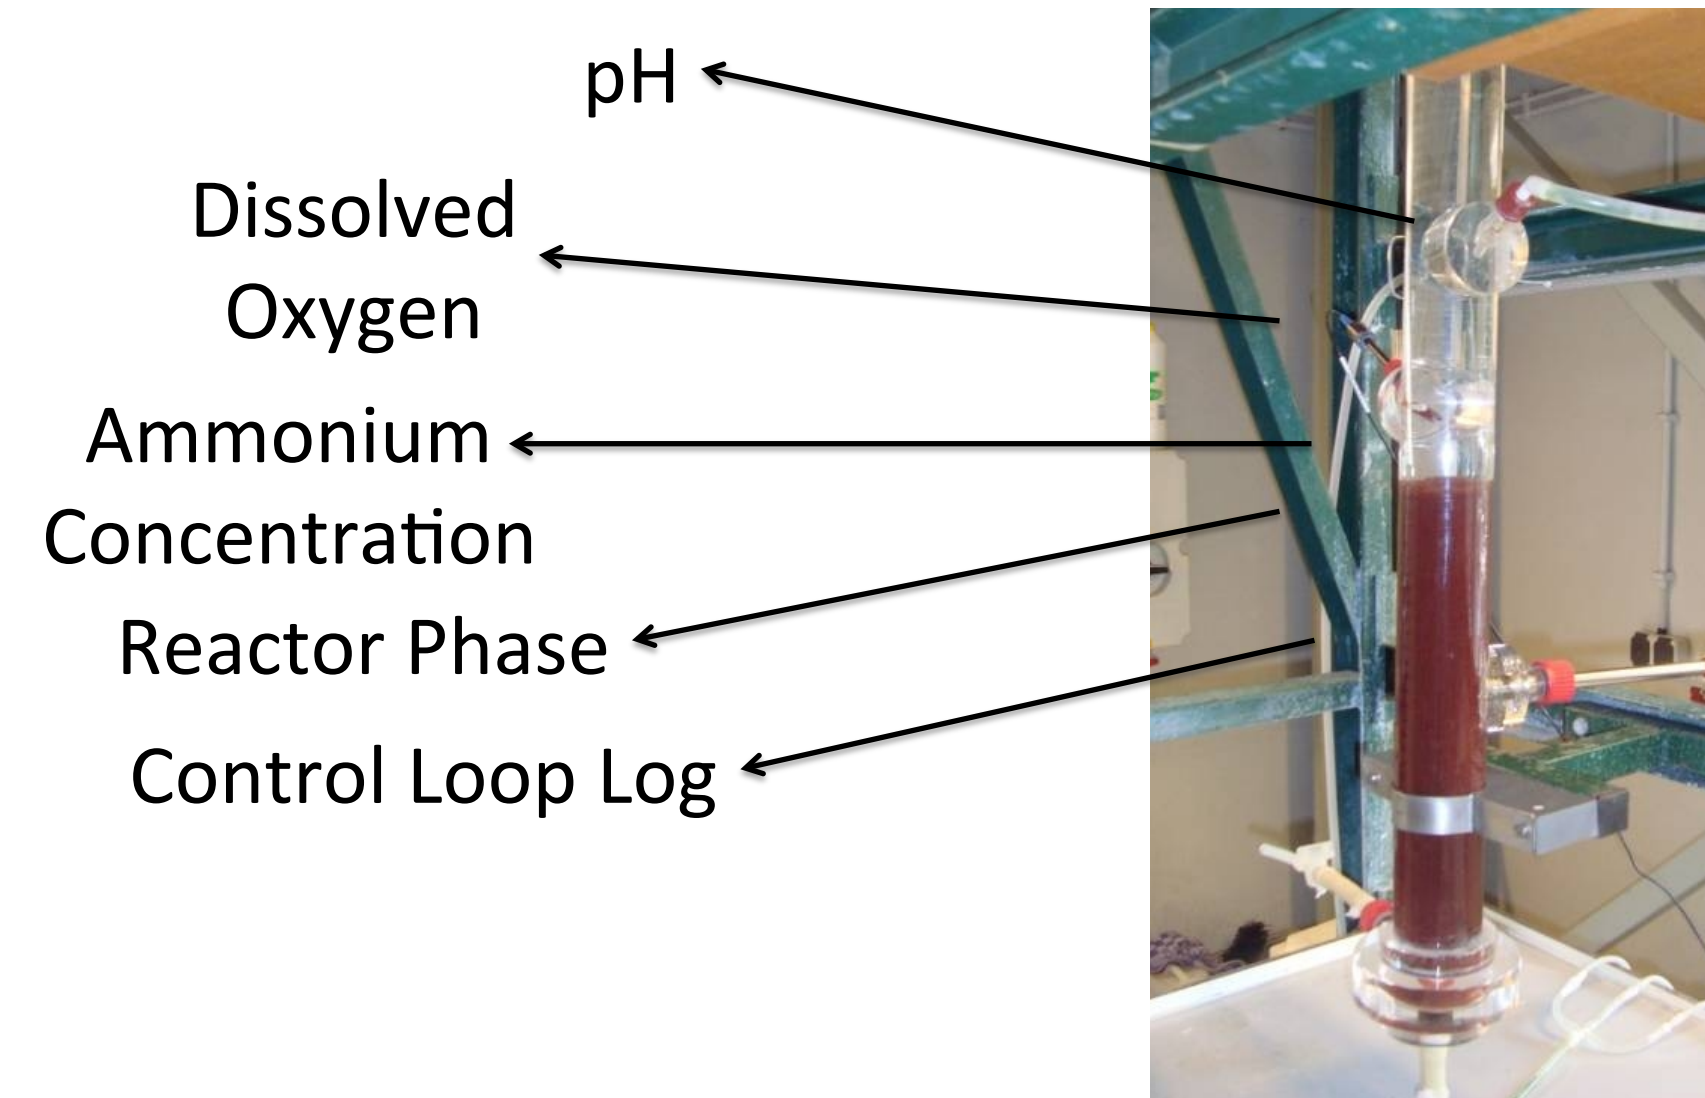 pH
Dissolved
Oxygen
Ammonium
Concentration
Reactor Phase
Control Loop Log